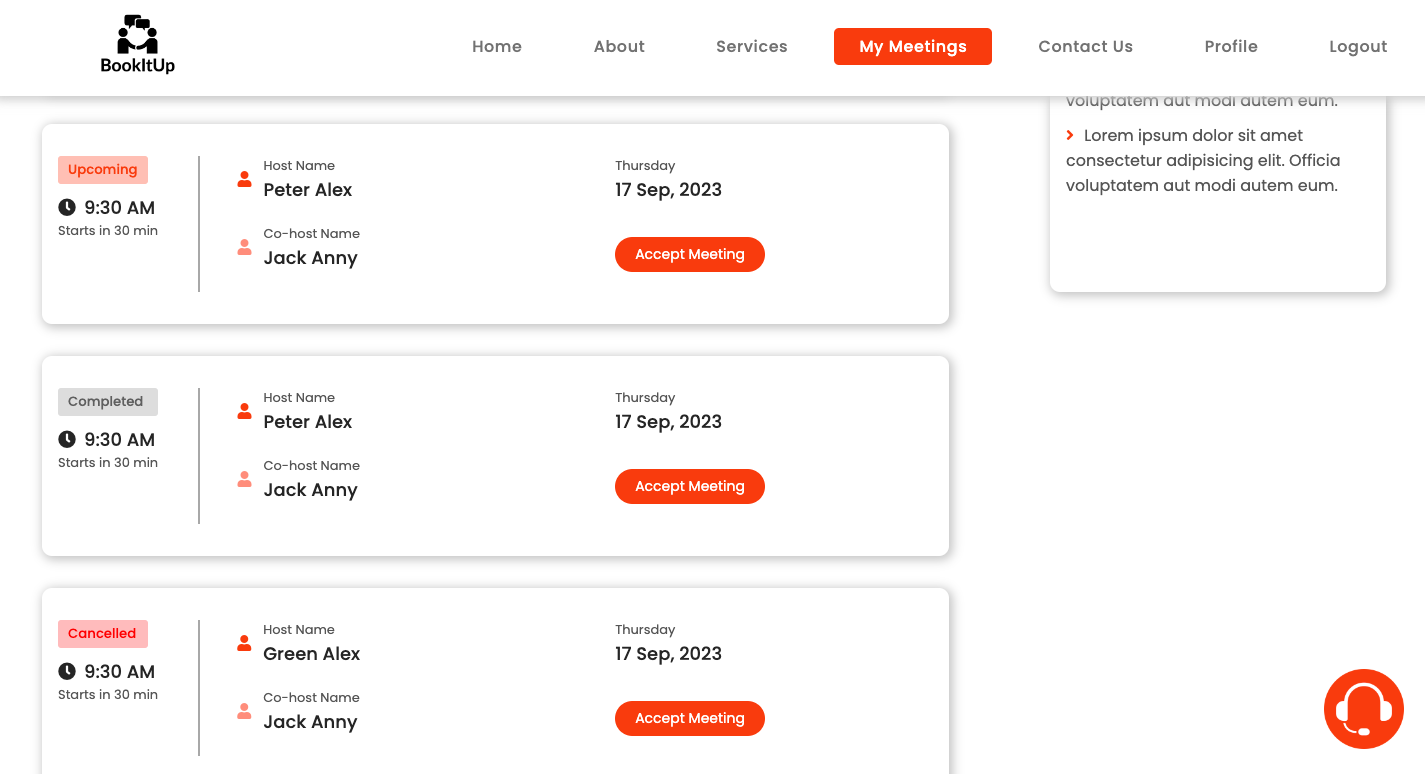 BookItUp
Home
About
Services
My Meetings
Contact Us
Profile
Logout
Upcoming
9:30 AM
Starts in 30 min
Host Name
Peter Alex
Co-host Name
Jack Anny
Thursday
17 Sep, 2023
Accept Meeting
Completed
9:30 AM
Starts in 30 min
Host Name
Peter Alex
Co-host Name
Jack Anny
Thursday
17 Sep, 2023
Accept Meeting
Cancelled
9:30 AM
Starts in 30 min
Host Name
Green Alex
Co-host Name
Jack Anny
Thursday
17 Sep, 2023
Accept Meeting
voluptatem aut modi autem eum.
Lorem ipsum dolor sit amet
consectetur adipisicing elit. Officia
voluptatem aut modi autem eum.